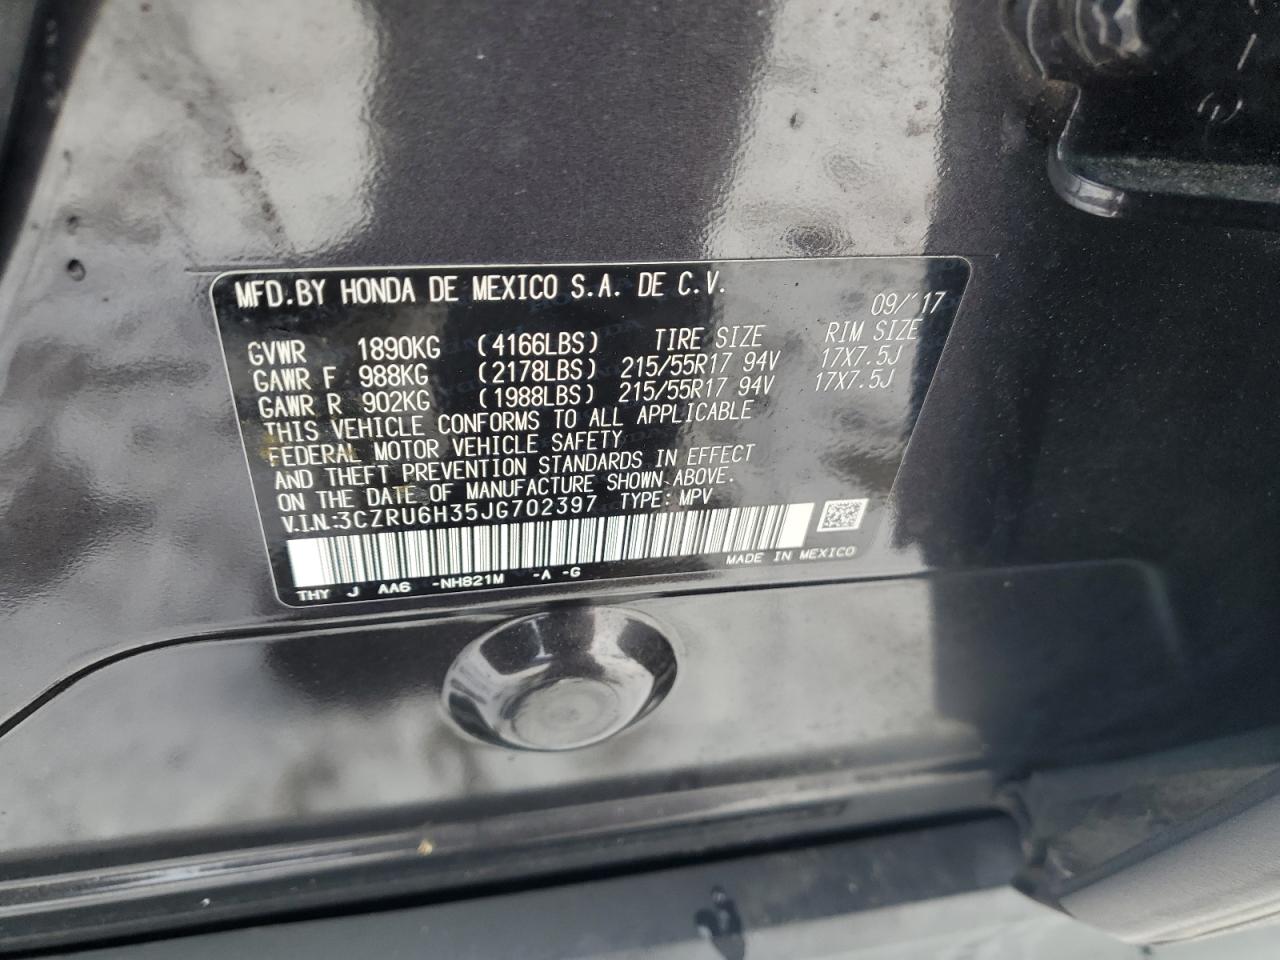 MFD.BY HONDA DE MEXICO S.A. DE C.V.
09/'17
GVWR 1890KG (4166LBS) TIRE SIZE RIM SIZE
GAWR F 988KG (2178LBS) 215/55R17 94V 17X7.5J
GAWR R 902KG (1988LBS) 215/55R17 94V 17X7.5J
THIS VEHICLE CONFORMS TO ALL APPLICABLE
FEDERAL MOTOR VEHICLE SAFETY
AND THEFT PREVENTION STANDARDS IN EFFECT
ON THE DATE OF MANUFACTURE SHOWN ABOVE.
V.I.N.:3CZRU6H35JG702397 TYPE: MPV
MADE IN MEXICO
THY J AA6 -NH821M -A -G